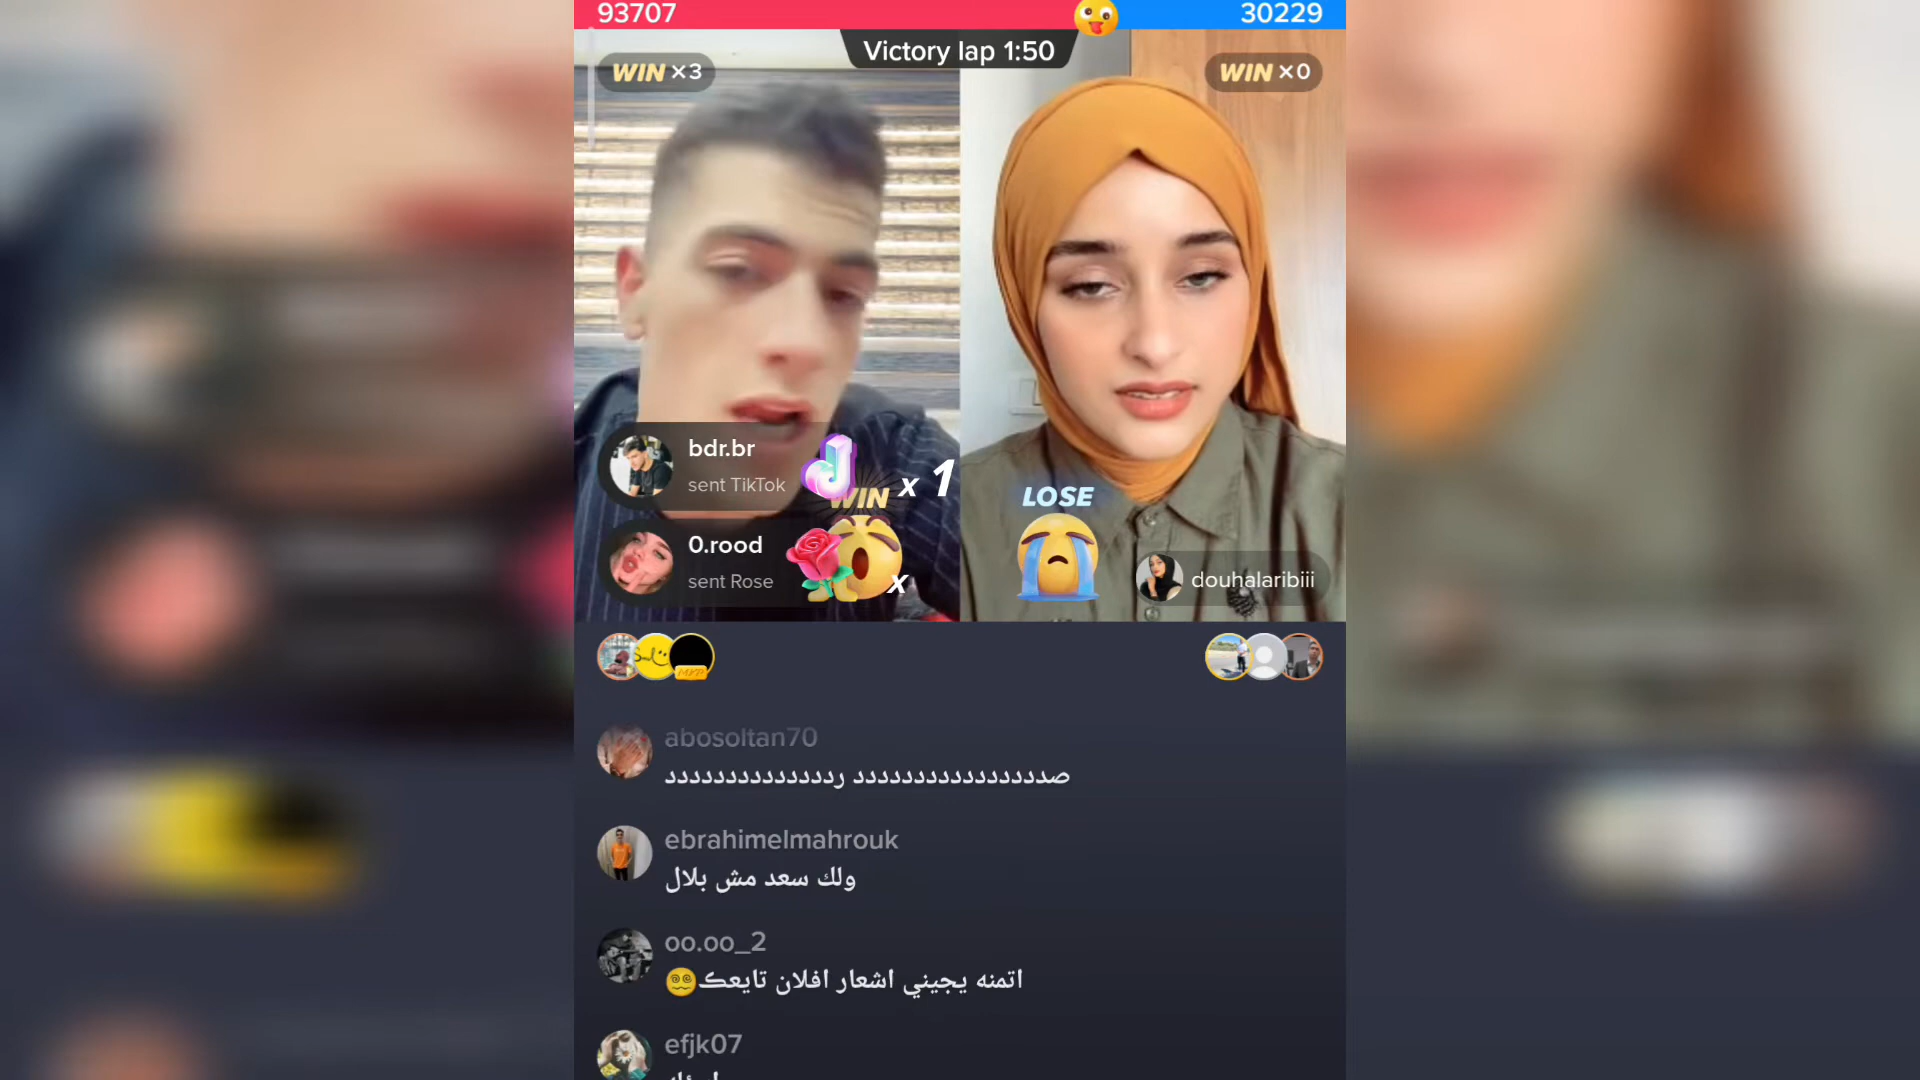 93707
30229
Victory lap 1:50
WIN ×3
WIN ×0
bdr.br
sent TikTok
x 1
WIN
LOSE
0.rood
sent Rose
x
douhalaribiii
abosoltan70
صددددددددددددددددد رددددددددددددددد
ebrahimelmahrouk
ولك سعد مش بلال
oo.oo_2
اتمنه يجيني اشعار افلان تايعك😵‍💫
efjk07